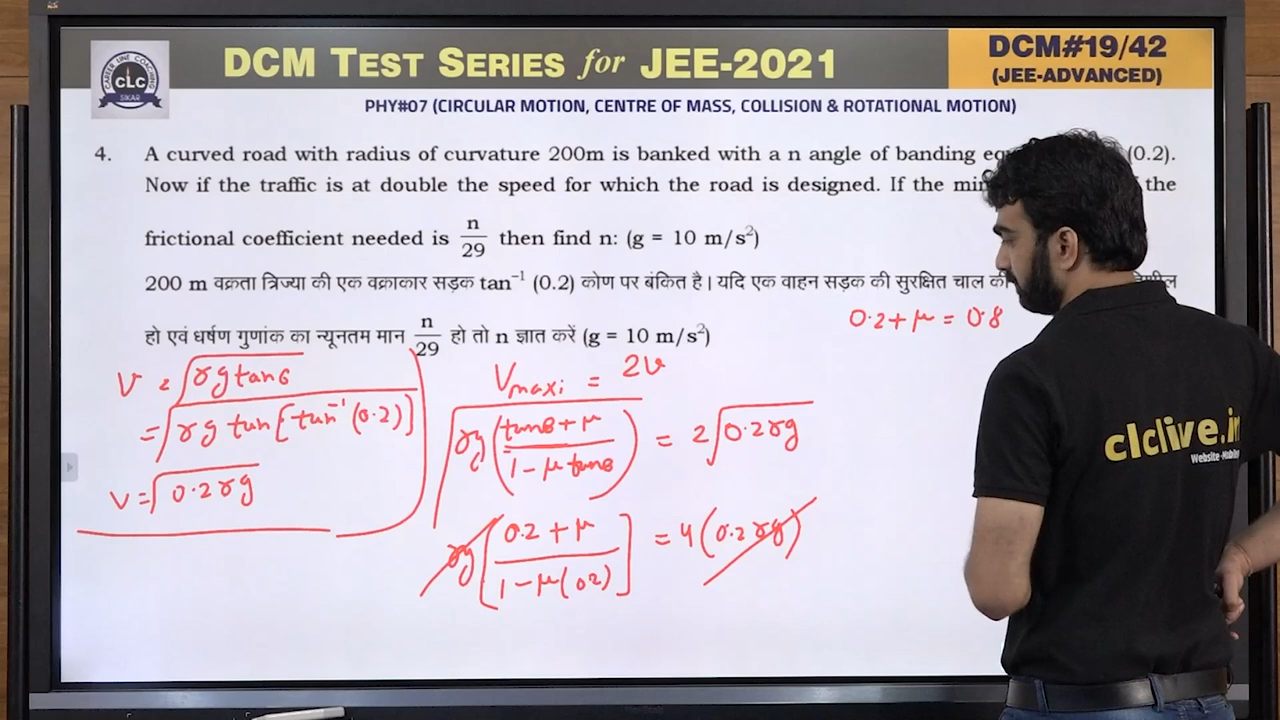 CAREER LINE COACHING
CLC
SIKAR
DCM TEST SERIES for JEE-2021
DCM#19/42
(JEE-ADVANCED)
PHY#07 (CIRCULAR MOTION, CENTRE OF MASS, COLLISION & ROTATIONAL MOTION)
4. A curved road with radius of curvature 200m is banked with a n angle of banding (0.2).
Now if the traffic is at double the speed for which the road is designed. If the the
frictional coefficient needed is n/29 then find n: (g = 10 m/s²)
200 m वक्रता त्रिज्या की एक वक्राकार सड़क tan⁻¹ (0.2) कोण पर बंकित है। यदि एक वाहन सड़क की सुरक्षित चाल
हो एवं घर्षण गुणांक का न्यूनतम मान n/29 हो तो n ज्ञात करें (g = 10 m/s²)
0.2 + μ = 0.8
v = √(rg tanθ)
= √(rg tan[tan⁻¹(0.2)])
v = √(0.2rg)
Vmaxi = 2v
√(rg((tanθ + μ)/(1 - μ tanθ))) = 2√(0.2rg)
rg[(0.2 + μ)/(1 - μ(02))] = 4(0.2rg)
clclive.in